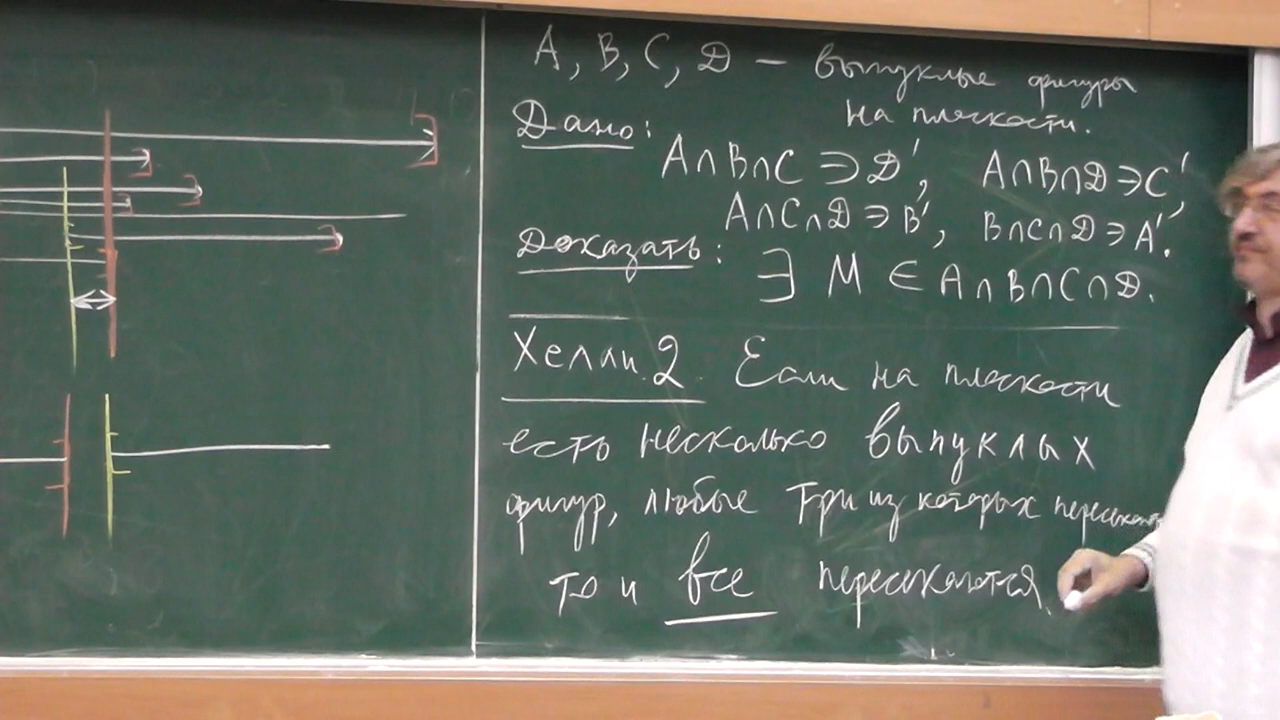 A, B, C, D — выпуклые фигуры
на плоскости.
Дано:
A∩B∩C ∋ D', A∩B∩D ∋ C',
A∩C∩D ∋ B', B∩C∩D ∋ A'.
Доказать: ∃ M ∈ A∩B∩C∩D.
Хелли 2. Если на плоскости
есть несколько выпуклых
фигур, любые три из которых
то и все пересекаются.